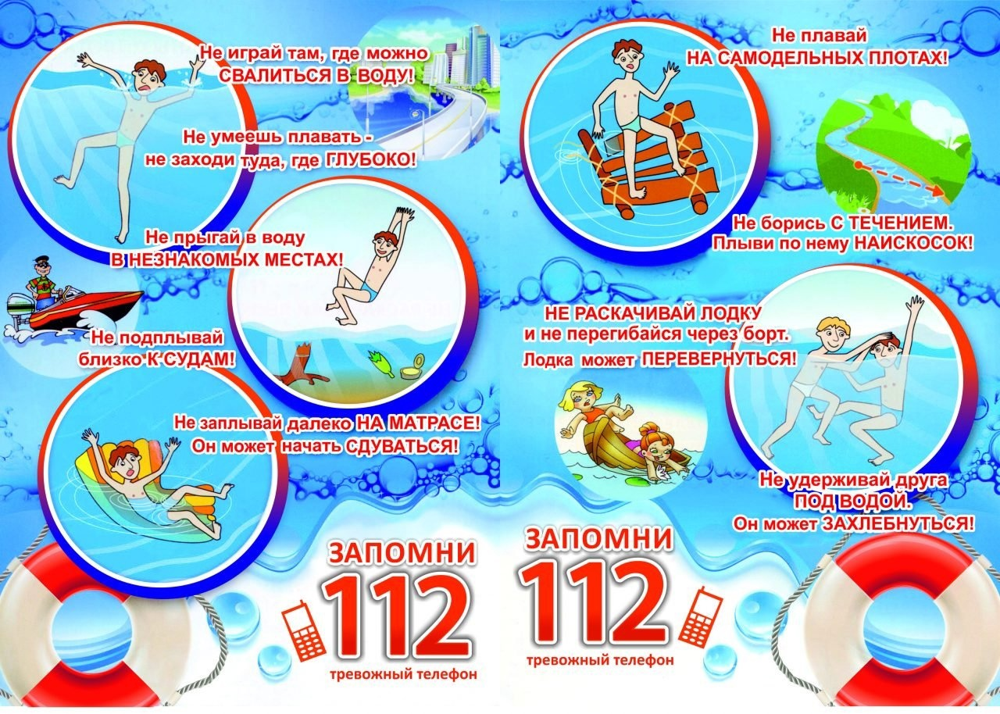 Не играй там, где можно
СВАЛИТЬСЯ В ВОДУ!
Не умеешь плавать -
не заходи туда, где ГЛУБОКО!
Не прыгай в воду
В НЕЗНАКОМЫХ МЕСТАХ!
Не подплывай
близко К СУДАМ!
Не заплывай далеко НА МАТРАСЕ!
Он может начать СДУВАТЬСЯ!
ЗАПОМНИ
112
тревожный телефон
Не плавай
НА САМОДЕЛЬНЫХ ПЛОТАХ!
Не борись С ТЕЧЕНИЕМ.
Плыви по нему НАИСКОСОК!
НЕ РАСКАЧИВАЙ ЛОДКУ
и не перегибайся через борт.
Лодка может ПЕРЕВЕРНУТЬСЯ!
Не удерживай друга
ПОД ВОДОЙ.
Он может ЗАХЛЕБНУТЬСЯ!
ЗАПОМНИ
112
тревожный телефон